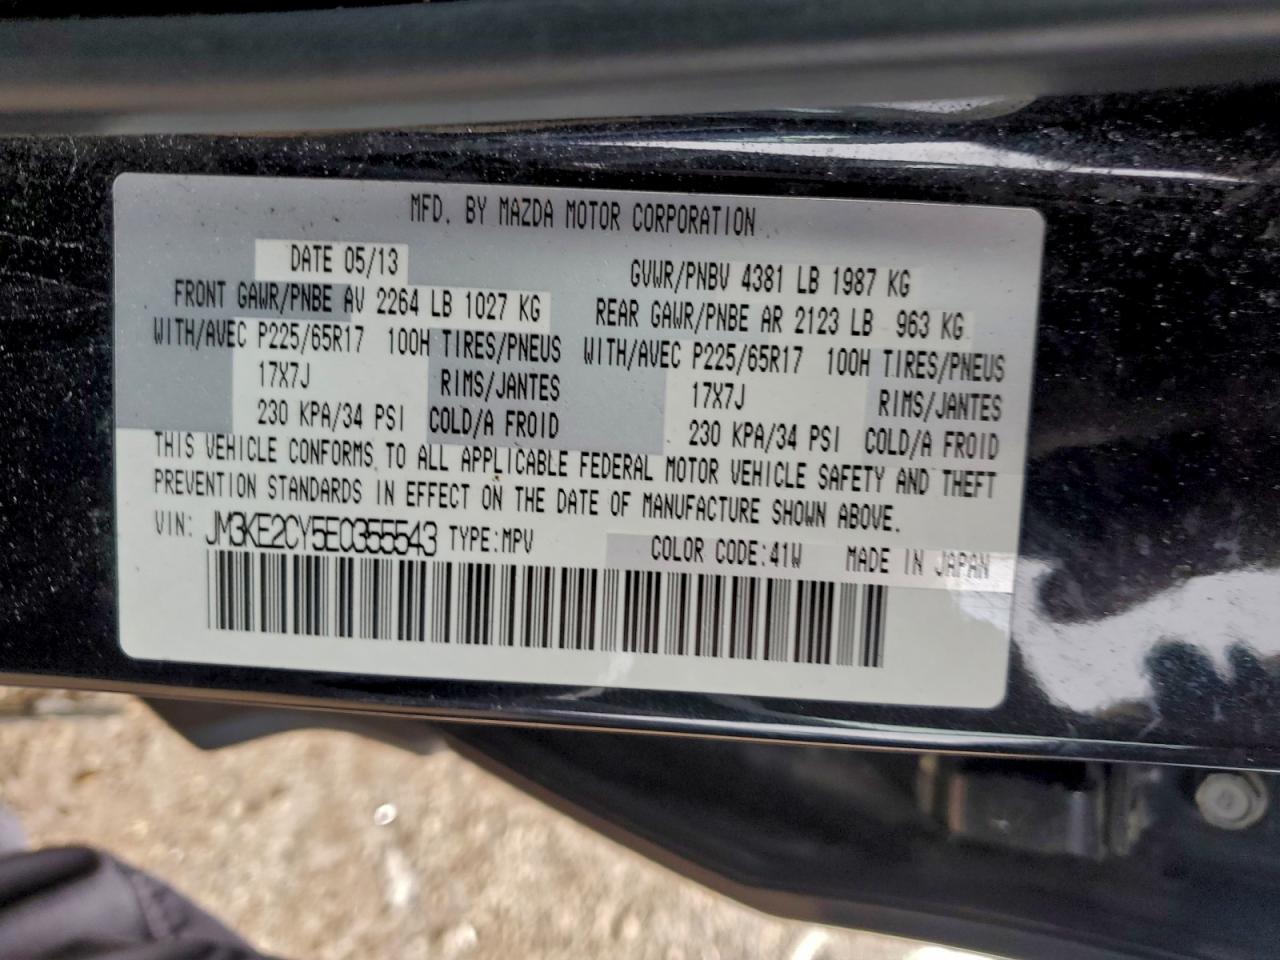 MFD. BY MAZDA MOTOR CORPORATION
DATE 05/13 GVWR/PNBV 4381 LB 1987 KG
FRONT GAWR/PNBE AV 2264 LB 1027 KG REAR GAWR/PNBE AR 2123 LB 963 KG
WITH/AVEC P225/65R17 100H TIRES/PNEUS WITH/AVEC P225/65R17 100H TIRES/PNEUS
17X7J RIMS/JANTES 17X7J RIMS/JANTES
230 KPA/34 PSI COLD/A FROID 230 KPA/34 PSI COLD/A FROID
THIS VEHICLE CONFORMS TO ALL APPLICABLE FEDERAL MOTOR VEHICLE SAFETY AND THEFT
PREVENTION STANDARDS IN EFFECT ON THE DATE OF MANUFACTURE SHOWN ABOVE.
VIN: JM3KE2CY5E0355543 TYPE:MPV COLOR CODE:41W MADE IN JAPAN